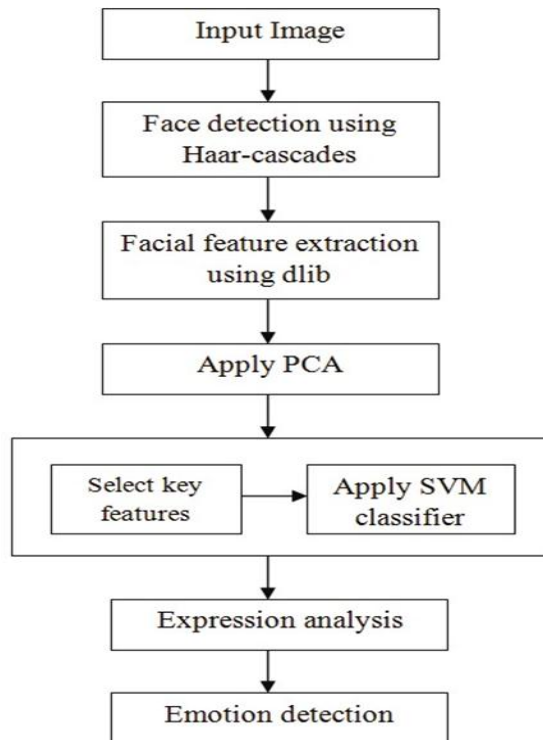 Input Image
Face detection using
Haar-cascades
Facial feature extraction
using dlib
Apply PCA
Select key
features
Apply SVM
classifier
Expression analysis
Emotion detection